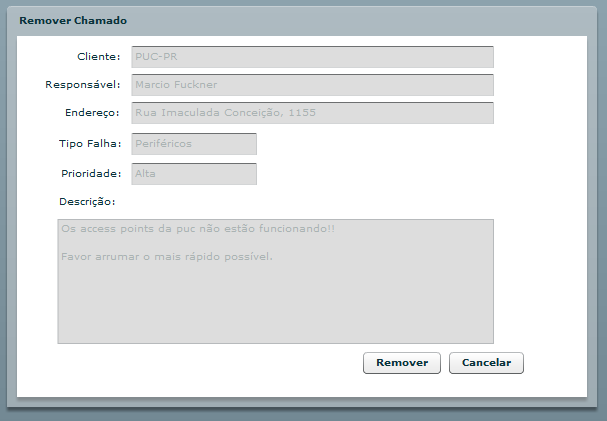 Remover Chamado
Cliente: PUC-PR
Responsável: Marcio Fuckner
Endereço: Rua Imaculada Conceição, 1155
Tipo Falha: Periféricos
Prioridade: Alta
Descrição:
Os access points da puc não estão funcionando!!
Favor arrumar o mais rápido possível.
Remover Cancelar